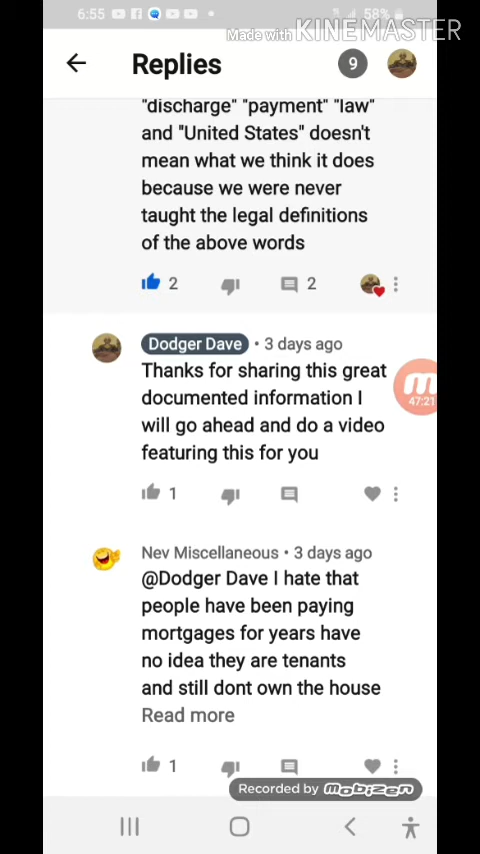 6:55
58%
Made with KINEMASTER
Replies
9
"discharge" "payment" "law"
and "United States" doesn't
mean what we think it does
because we were never
taught the legal definitions
of the above words
2
2
Dodger Dave • 3 days ago
Thanks for sharing this great
documented information I
will go ahead and do a video
featuring this for you
47:21
1
Nev Miscellaneous • 3 days ago
@Dodger Dave I hate that
people have been paying
mortgages for years have
no idea they are tenants
and still dont own the house
Read more
1
Recorded by mobizen